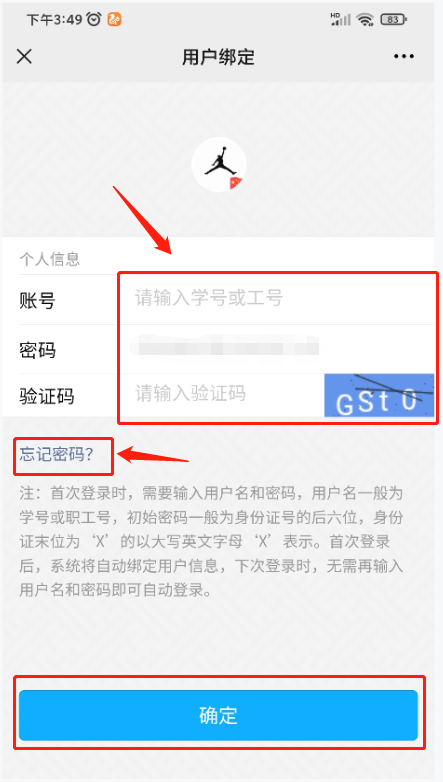 下午3:49 HD 83
用户绑定
个人信息
账号 请输入学号或工号
密码
验证码 请输入验证码 GSt0
忘记密码?
注：首次登录时，需要输入用户名和密码，用户名一般为
学号或职工号，初始密码一般为身份证号的后六位，身份
证末位为‘X’的以大写英文字母‘X’表示。首次登录
后，系统将自动绑定用户信息，下次登录时，无需再输入
用户名和密码即可自动登录。
确定